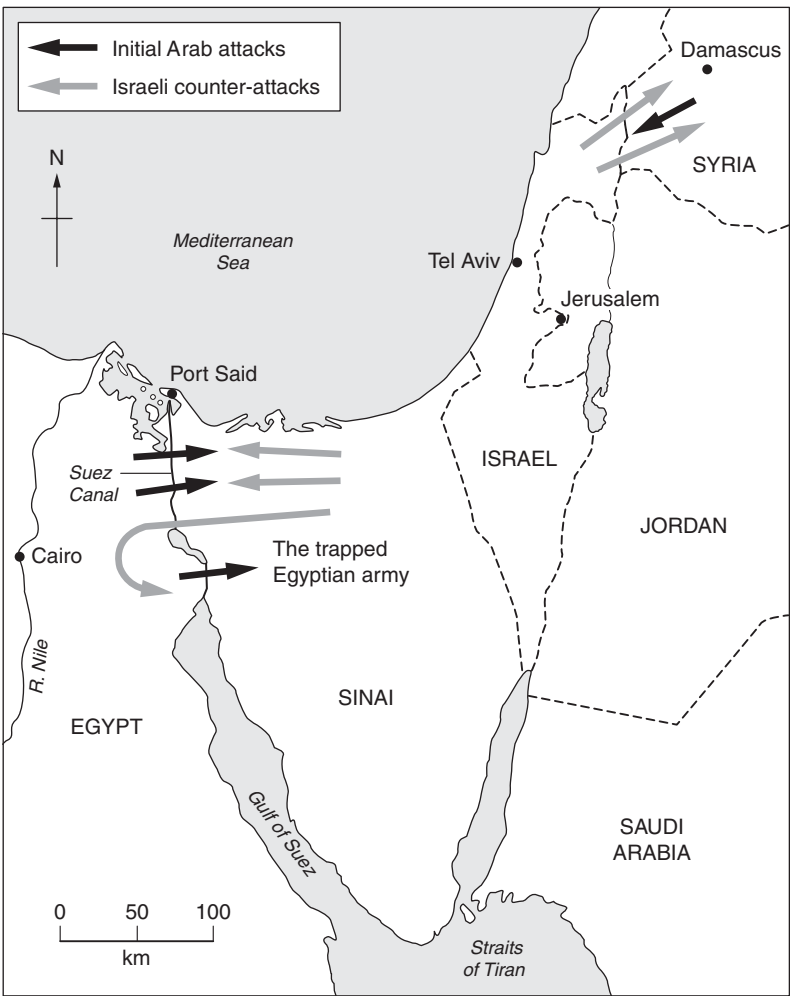 Initial Arab attacks
Israeli counter-attacks
Damascus
N
SYRIA
Mediterranean
Sea
Tel Aviv
Jerusalem
Port Said
Suez
Canal
ISRAEL
JORDAN
Cairo
The trapped
Egyptian army
R. Nile
SINAI
EGYPT
Gulf of Suez
SAUDI
ARABIA
0 50 100
km
Straits
of Tiran